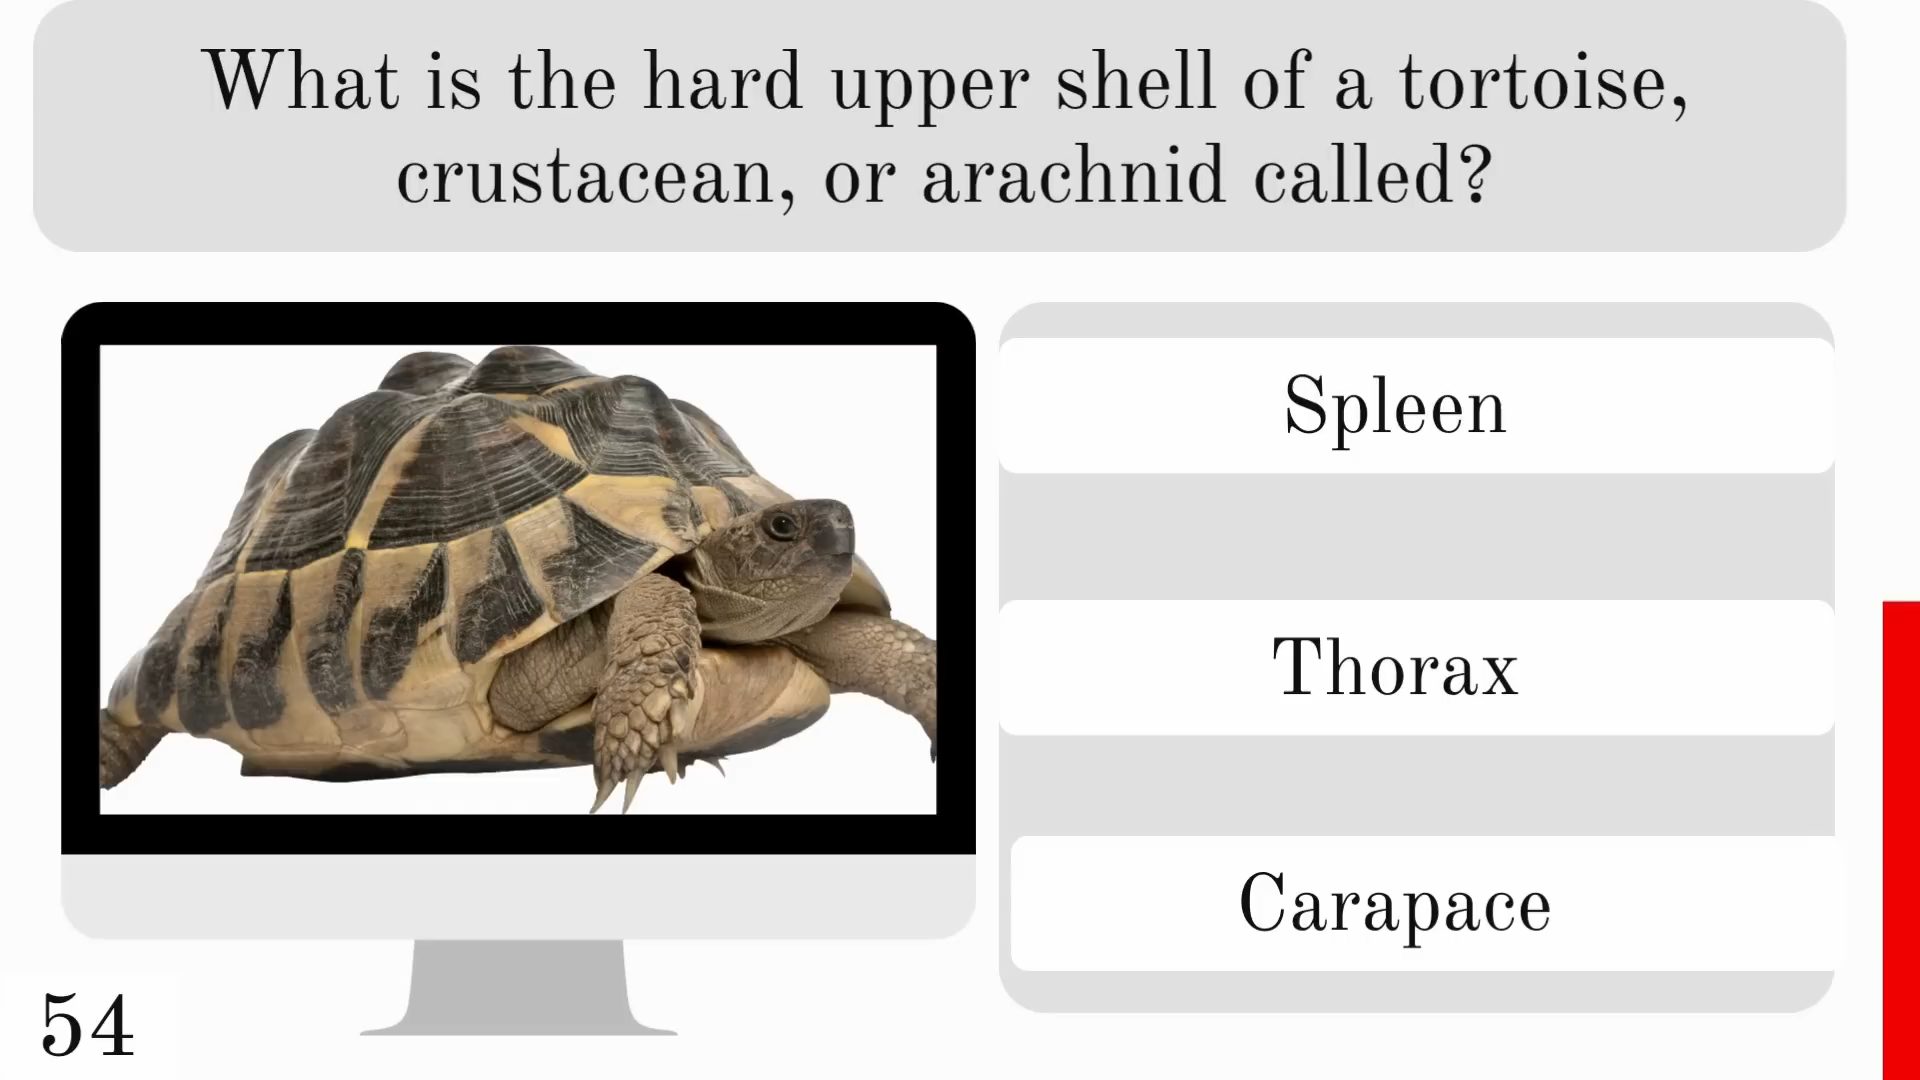 What is the hard upper shell of a tortoise,
crustacean, or arachnid called?
Spleen
Thorax
Carapace
54